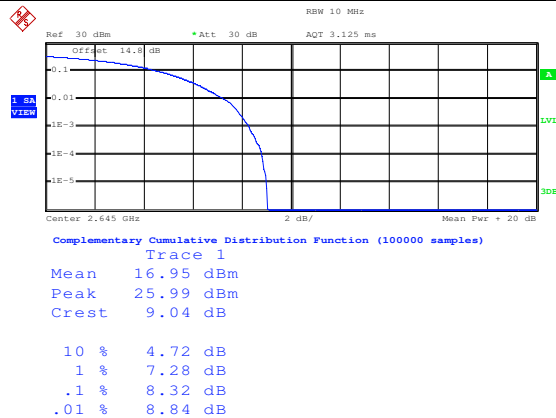 RBW 10 MHz
Ref 30 dBm *Att 30 dB AQT 3.125 ms
Offset 14.8 dB
0.1
0.01
1E-3
1E-4
1E-5
1 SA
VIEW
A
3DB
Center 2.645 GHz 2 dB/ Mean Pwr + 20 dB
Complementary Cumulative Distribution Function (100000 samples)
Trace 1
Mean 16.95 dBm
Peak 25.99 dBm
Crest 9.04 dB
10 % 4.72 dB
1 % 7.28 dB
.1 % 8.32 dB
.01 % 8.84 dB